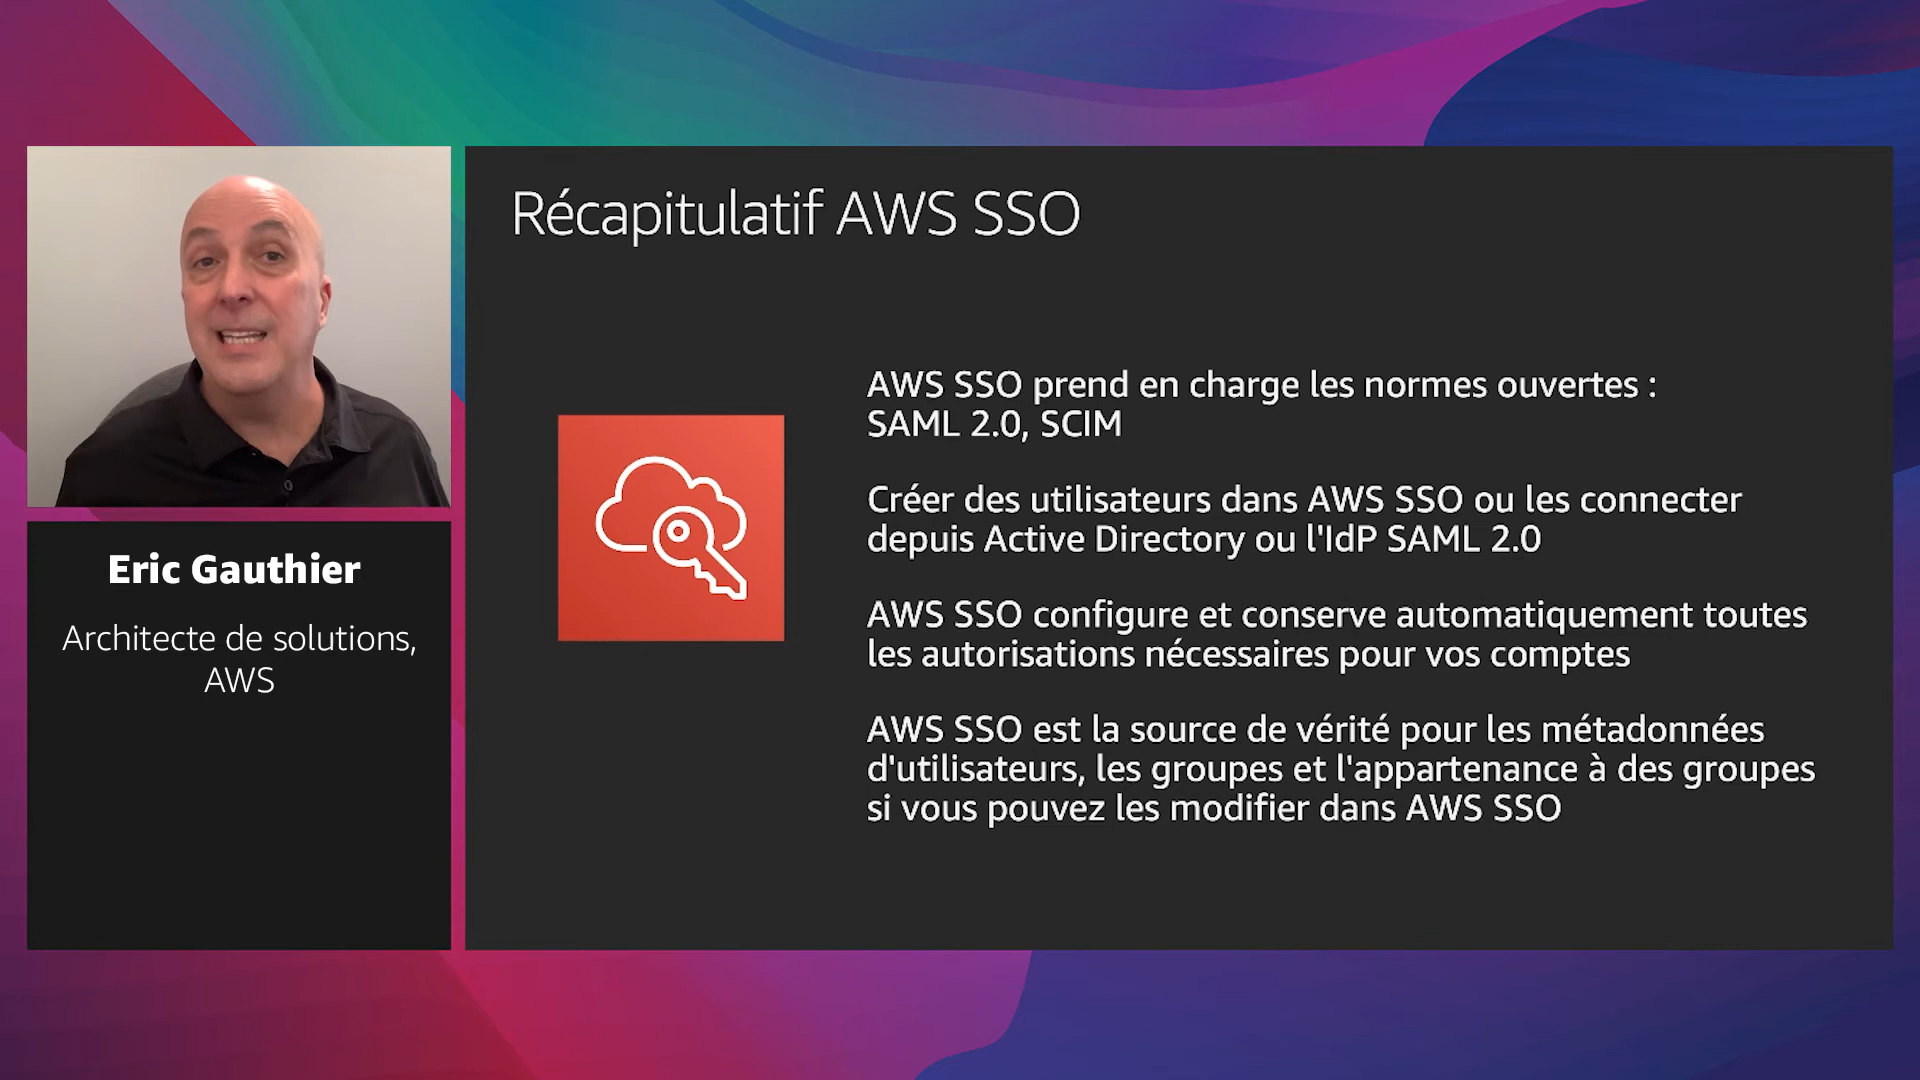 Récapitulatif AWS SSO
AWS SSO prend en charge les normes ouvertes :
SAML 2.0, SCIM
Créer des utilisateurs dans AWS SSO ou les connecter
depuis Active Directory ou l'IdP SAML 2.0
AWS SSO configure et conserve automatiquement toutes
les autorisations nécessaires pour vos comptes
AWS SSO est la source de vérité pour les métadonnées
d'utilisateurs, les groupes et l'appartenance à des groupes
si vous pouvez les modifier dans AWS SSO
Eric Gauthier
Architecte de solutions,
AWS